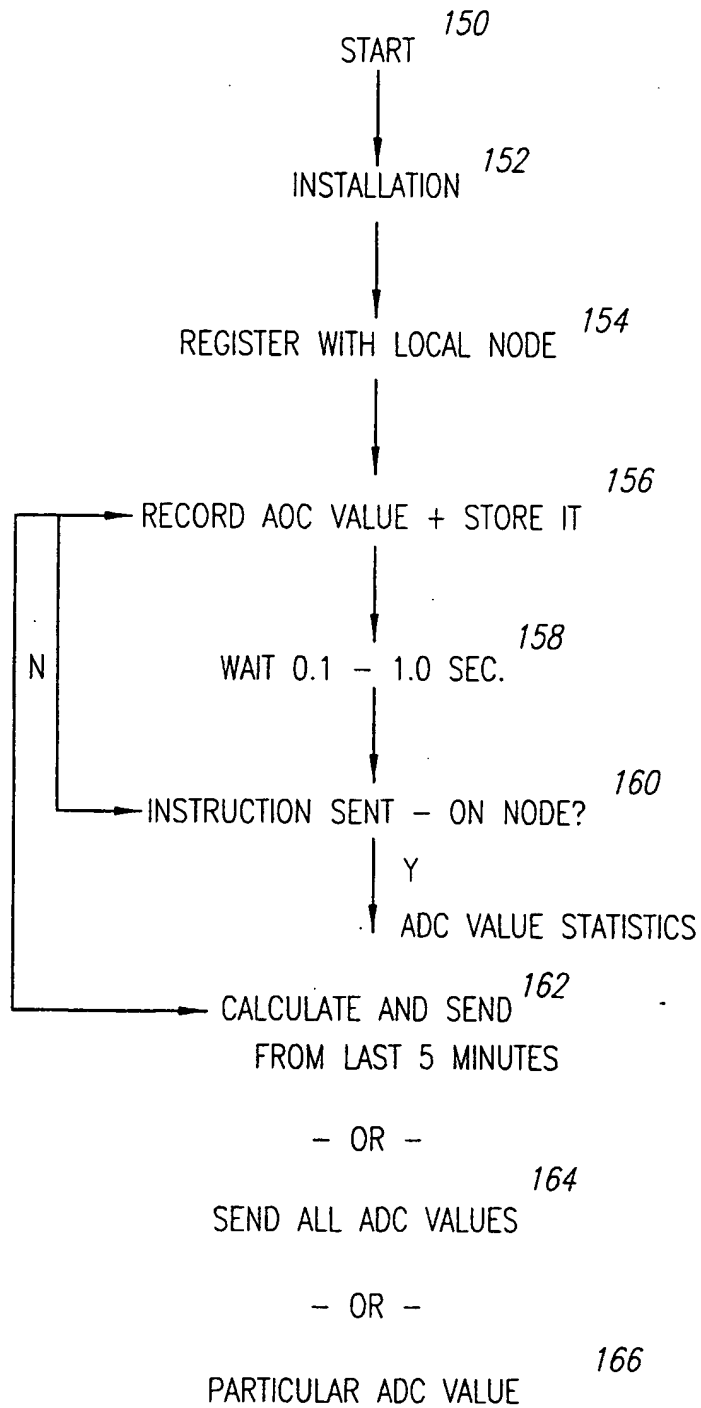 150
START
152
INSTALLATION
154
REGISTER WITH LOCAL NODE
156
RECORD AOC VALUE + STORE IT
158
N
WAIT 0.1 – 1.0 SEC.
160
INSTRUCTION SENT – ON NODE?
Y
ADC VALUE STATISTICS
162
CALCULATE AND SEND
FROM LAST 5 MINUTES
– OR –
164
SEND ALL ADC VALUES
– OR –
166
PARTICULAR ADC VALUE